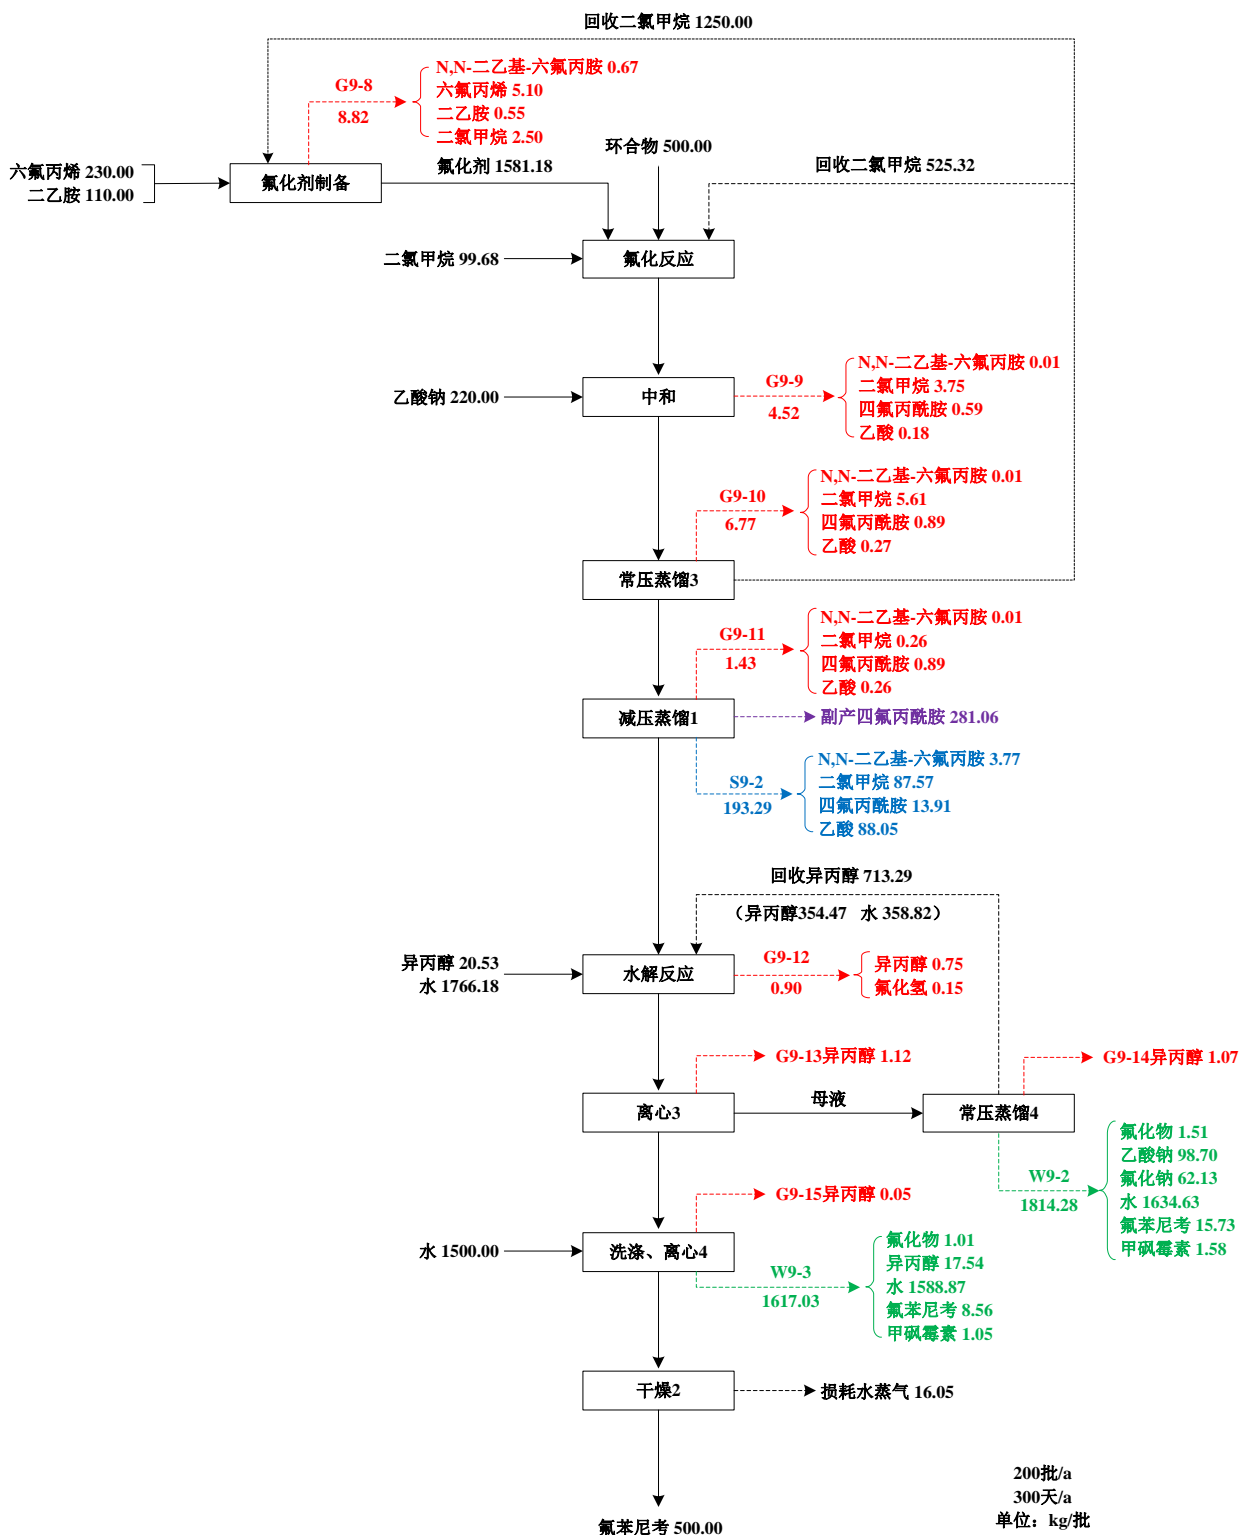 回收二氯甲烷 1250.00
G9-8
8.82
N,N-二乙基-六氟丙胺 0.67
六氟丙烯 5.10
二乙胺 0.55
二氯甲烷 2.50
六氟丙烯 230.00
二乙胺 110.00
氟化剂制备
氟化剂 1581.18
环合物 500.00
回收二氯甲烷 525.32
二氯甲烷 99.68
氟化反应
乙酸钠 220.00
中和
G9-9
4.52
N,N-二乙基-六氟丙胺 0.01
二氯甲烷 3.75
四氟丙酰胺 0.59
乙酸 0.18
G9-10
6.77
N,N-二乙基-六氟丙胺 0.01
二氯甲烷 5.61
四氟丙酰胺 0.89
乙酸 0.27
常压蒸馏3
G9-11
1.43
N,N-二乙基-六氟丙胺 0.01
二氯甲烷 0.26
四氟丙酰胺 0.89
乙酸 0.26
减压蒸馏1
副产四氟丙酰胺 281.06
S9-2
193.29
N,N-二乙基-六氟丙胺 3.77
二氯甲烷 87.57
四氟丙酰胺 13.91
乙酸 88.05
回收异丙醇 713.29
（异丙醇354.47 水 358.82）
异丙醇 20.53
水 1766.18
水解反应
G9-12
0.90
异丙醇 0.75
氟化氢 0.15
G9-13异丙醇 1.12
G9-14异丙醇 1.07
离心3
母液
常压蒸馏4
W9-2
1814.28
氟化物 1.51
乙酸钠 98.70
氟化钠 62.13
水 1634.63
氟苯尼考 15.73
甲砜霉素 1.58
G9-15异丙醇 0.05
水 1500.00
洗涤、离心4
W9-3
1617.03
氟化物 1.01
异丙醇 17.54
水 1588.87
氟苯尼考 8.56
甲砜霉素 1.05
干燥2
损耗水蒸气 16.05
氟苯尼考 500.00
200批/a
300天/a
单位：kg/批